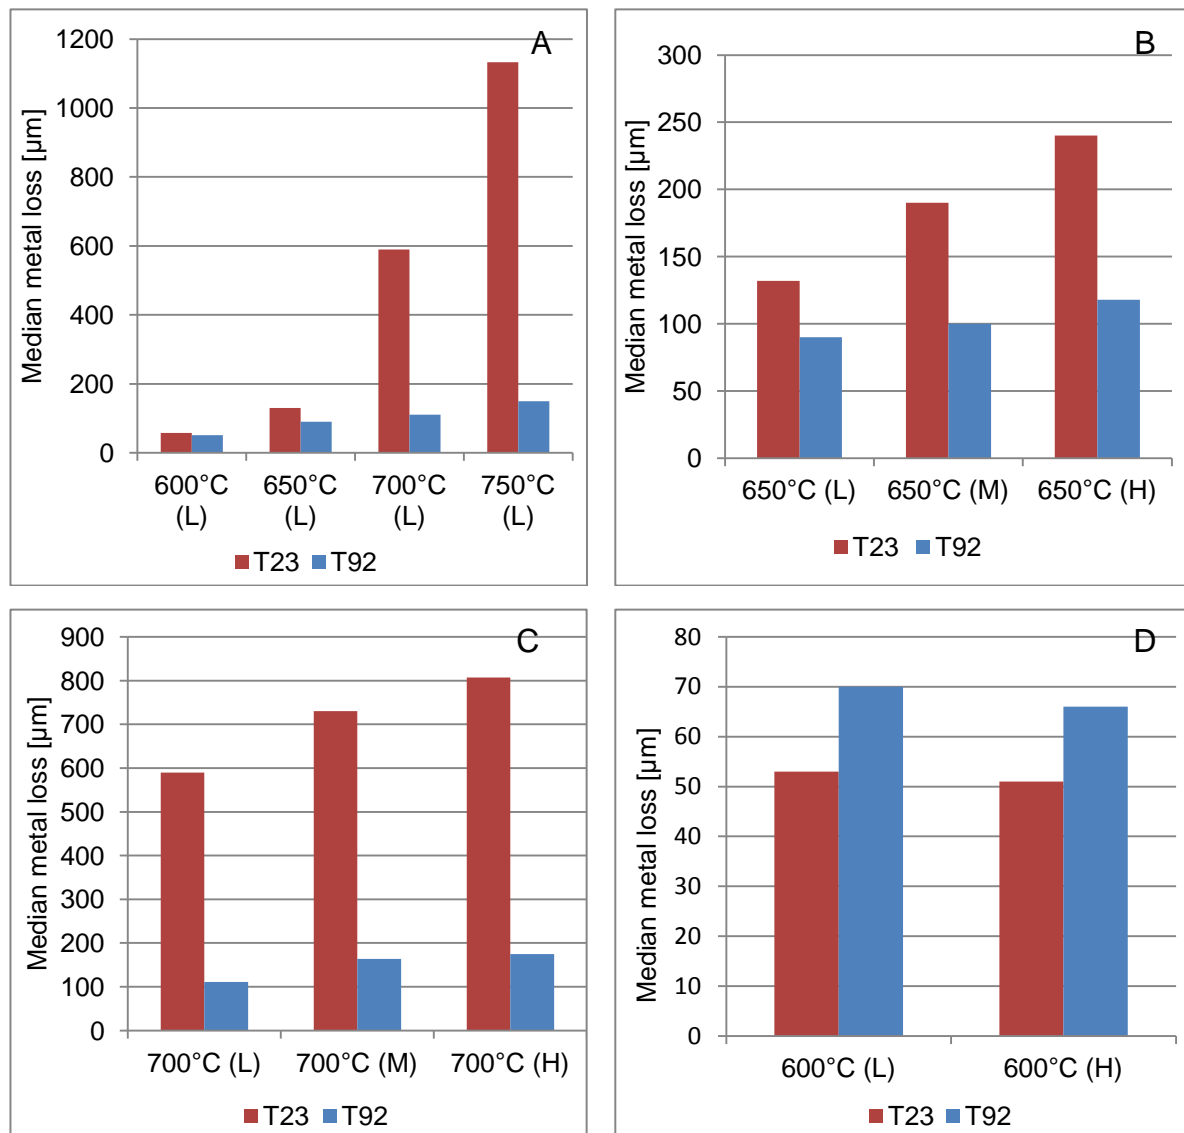 A
Median metal loss [µm]
1200
1000
800
600
400
200
0
600°C (L)
650°C (L)
700°C (L)
750°C (L)
T23 T92
B
Median metal loss [µm]
300
250
200
150
100
50
0
650°C (L) 650°C (M) 650°C (H)
T23 T92
C
Median metal loss [µm]
900
800
700
600
500
400
300
200
100
0
700°C (L) 700°C (M) 700°C (H)
T23 T92
D
Median metal loss [µm]
80
70
60
50
40
30
20
10
0
600°C (L) 600°C (H)
T23 T92